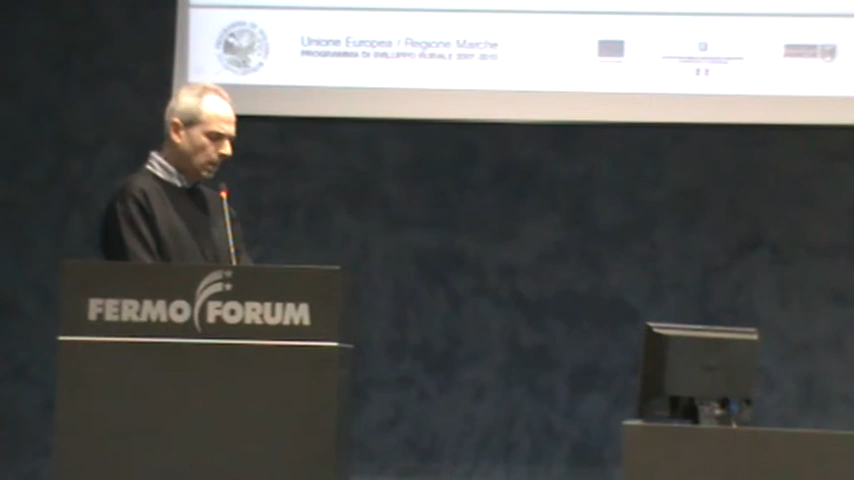 Unione Europea / Regione Marche
PROGRAMMA DI SVILUPPO RURALE 2007-2013
FERMO FORUM